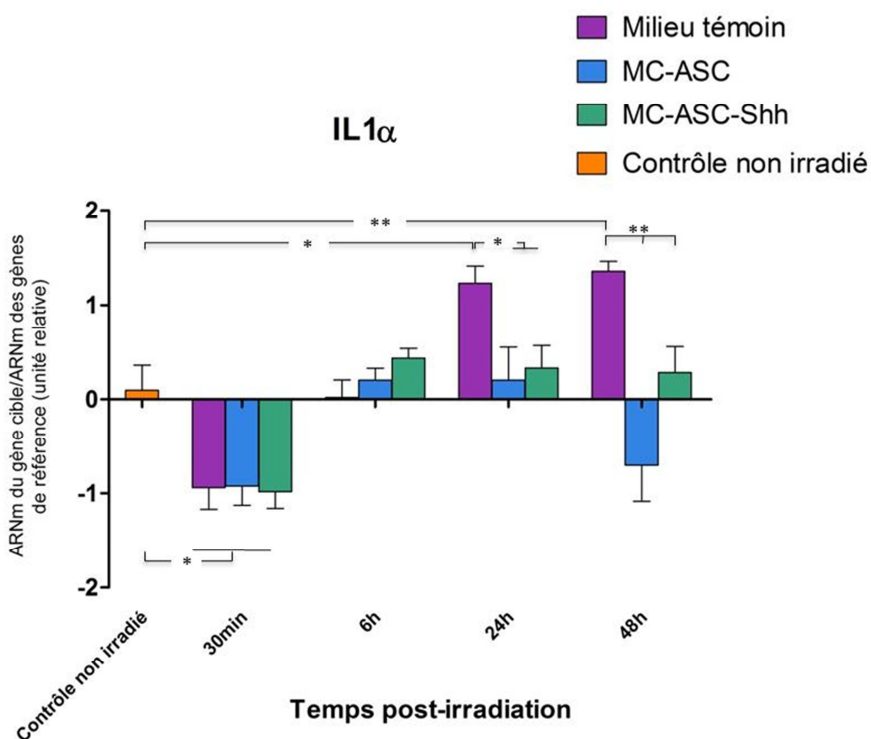 Milieu témoin
MC-ASC
MC-ASC-Shh
Contrôle non irradié
IL1α
ARNm du gène cible/ARNm des gènes
de référence (unité relative)
2
1
0
-1
-2
**
*
*
**
*
Contrôle non irradié
30min
6h
24h
48h
Temps post-irradiation